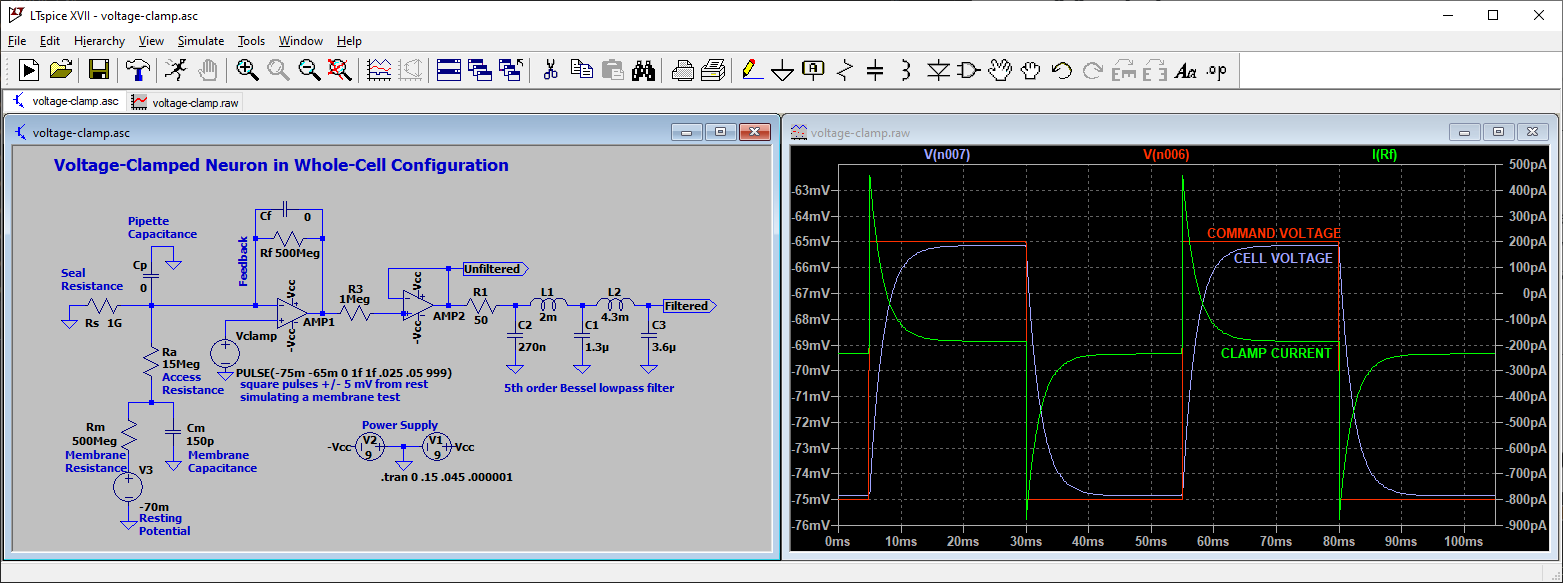 LTspice XVII - voltage-clamp.asc
File Edit Hierarchy View Simulate Tools Window Help
A
Aa .op
voltage-clamp.asc voltage-clamp.raw
voltage-clamp.asc
Voltage-Clamped Neuron in Whole-Cell Configuration
Pipette
Capacitance
Cp
0
Seal
Resistance
Rs 1G
Cf 0
Rf 500Meg
Feedback
-Vcc
AMP1
-Vcc
Vclamp
R3
1Meg
-Vcc
AMP2
-Vcc
Unfiltered
R1
50
L1
2m
L2
4.3m
Filtered
C2
270n
C1
1.3µ
C3
3.6µ
5th order Bessel lowpass filter
PULSE(-75m -65m 0 1f 1f .025 .05 999)
square pulses +/- 5 mV from rest
simulating a membrane test
Ra
15Meg
Access
Resistance
Rm
500Meg
Membrane
Resistance
Cm
150p
Membrane
Capacitance
V3
-70m
Resting
Potential
Power Supply
-Vcc V2 V1 Vcc
9 9
.tran 0 .15 .045 .000001
voltage-clamp.raw
V(n007) V(n006) I(Rf)
-63mV
-64mV
-65mV
-66mV
-67mV
-68mV
-69mV
-70mV
-71mV
-72mV
-73mV
-74mV
-75mV
-76mV
COMMAND VOLTAGE
CELL VOLTAGE
CLAMP CURRENT
500pA
400pA
300pA
200pA
100pA
0pA
-100pA
-200pA
-300pA
-400pA
-500pA
-600pA
-700pA
-800pA
-900pA
0ms 10ms 20ms 30ms 40ms 50ms 60ms 70ms 80ms 90ms 100ms